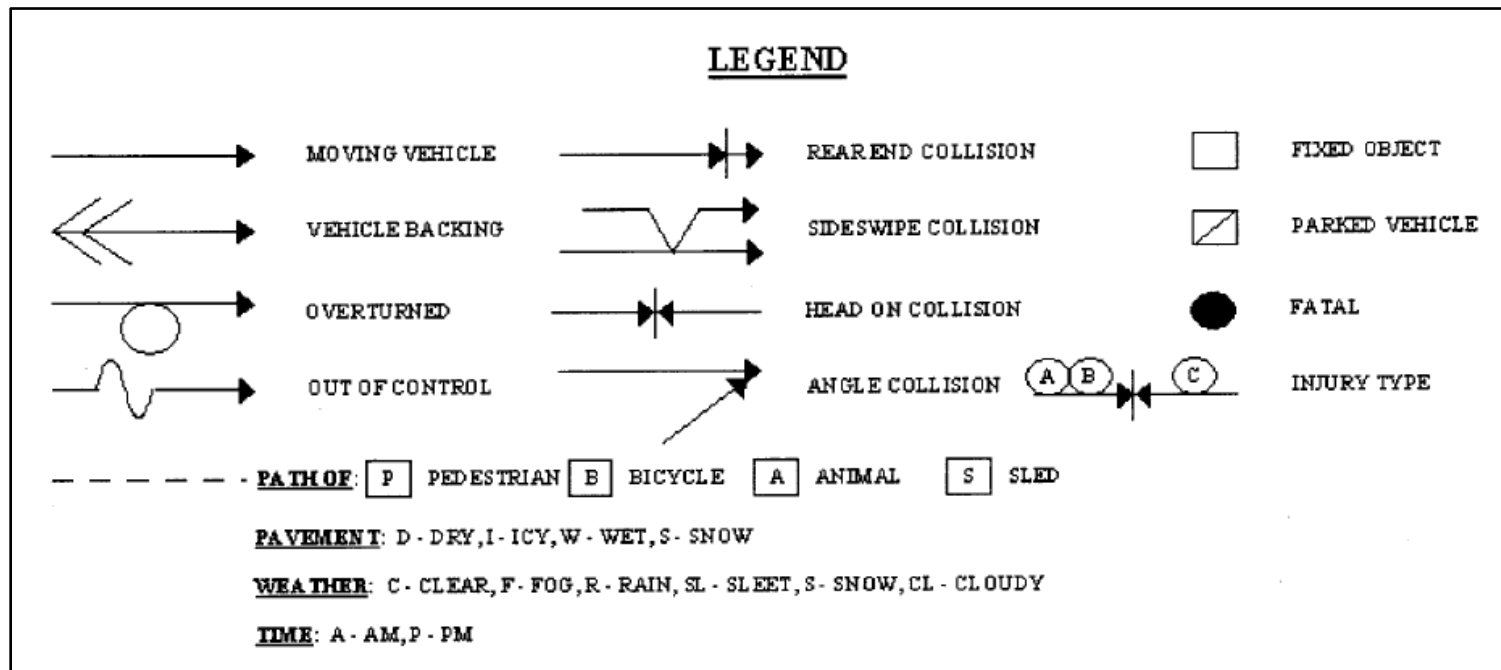 LEGEND
MOVING VEHICLE REAR END COLLISION FIXED OBJECT
VEHICLE BACKING SIDESWIPE COLLISION PARKED VEHICLE
OVERTURNED HEAD ON COLLISION FATAL
OUT OF CONTROL ANGLE COLLISION A B C INJURY TYPE
PATH OF: P PEDESTRIAN B BICYCLE A ANIMAL S SLED
PAVEMENT: D - DRY, I - ICY, W - WET, S - SNOW
WEATHER: C - CLEAR, F - FOG, R - RAIN, SL - SLEET, S - SNOW, CL - CLOUDY
TIME: A - AM, P - PM